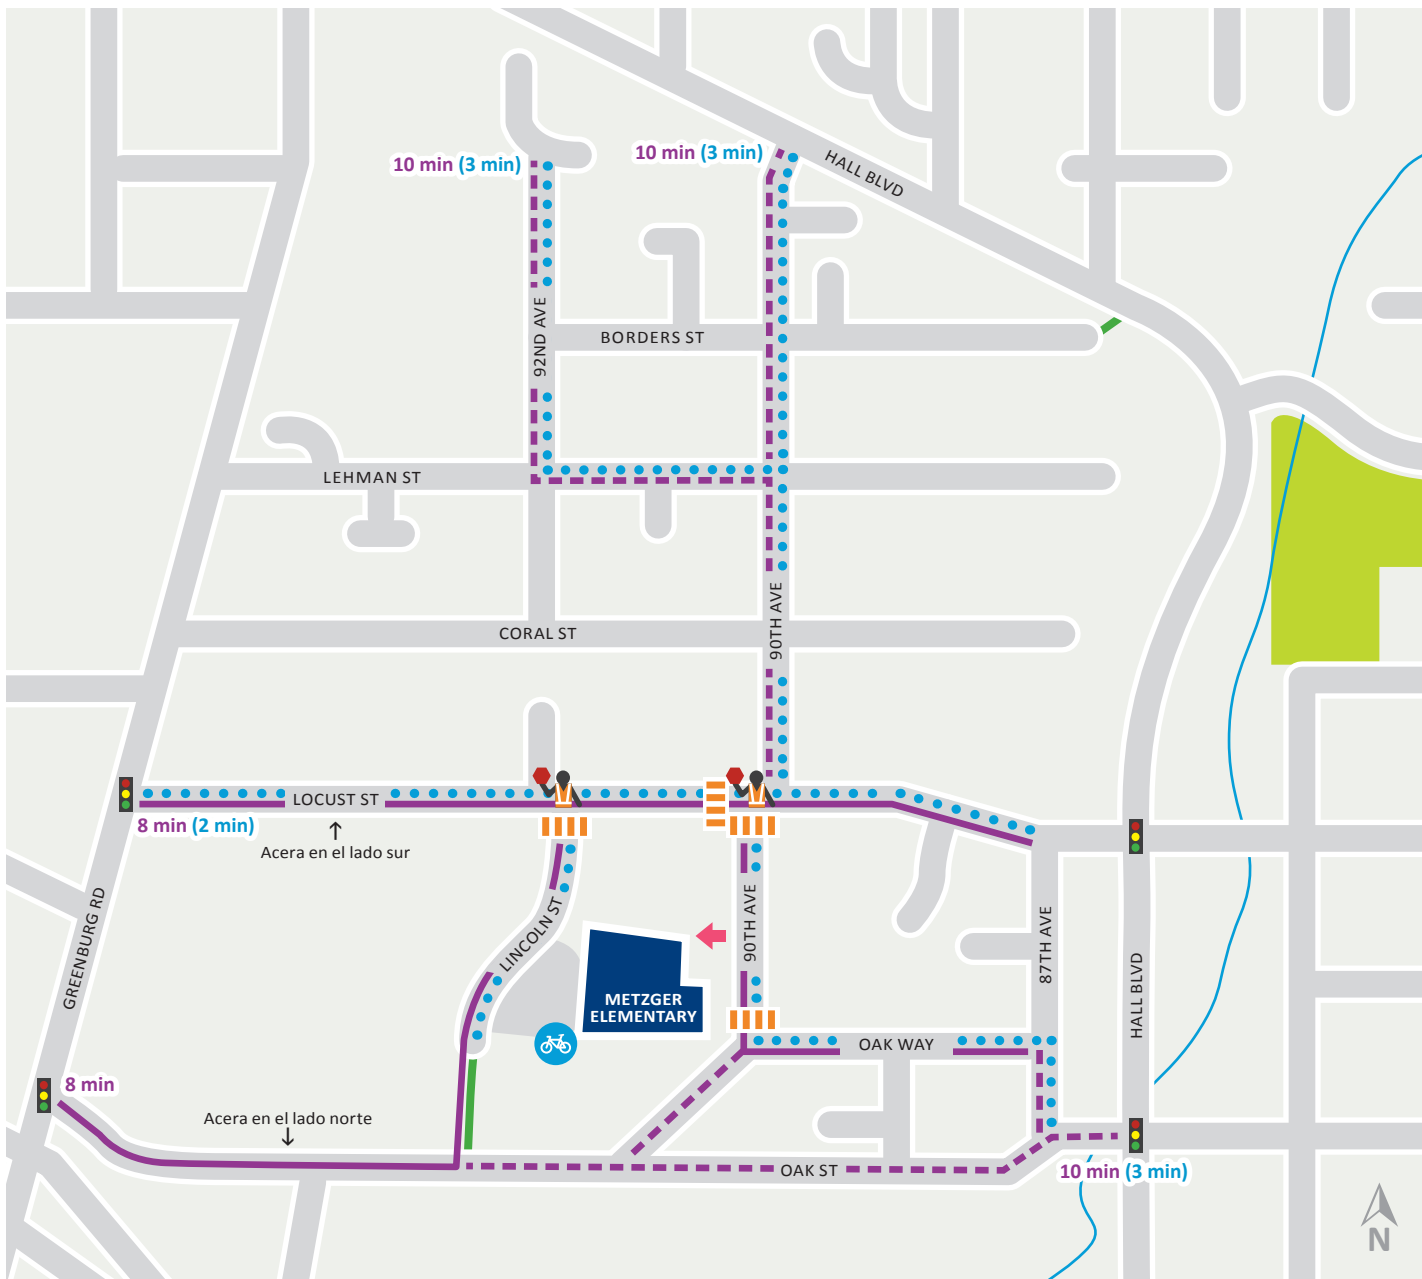 10 min (3 min)
10 min (3 min)
HALL BLVD
92ND AVE
BORDERS ST
LEHMAN ST
90TH AVE
CORAL ST
LOCUST ST
8 min (2 min)
Acera en el lado sur
GREENBURG RD
LINCOLN ST
90TH AVE
87TH AVE
HALL BLVD
METZGER
ELEMENTARY
OAK WAY
8 min
Acera en el lado norte
OAK ST
10 min (3 min)
N